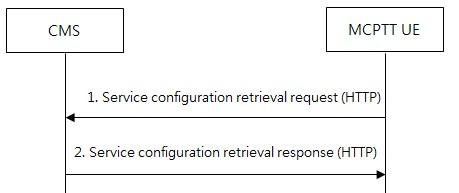 CMS
MCPTT UE
1. Service configuration retrieval request (HTTP)
2. Service configuration retrieval response (HTTP)